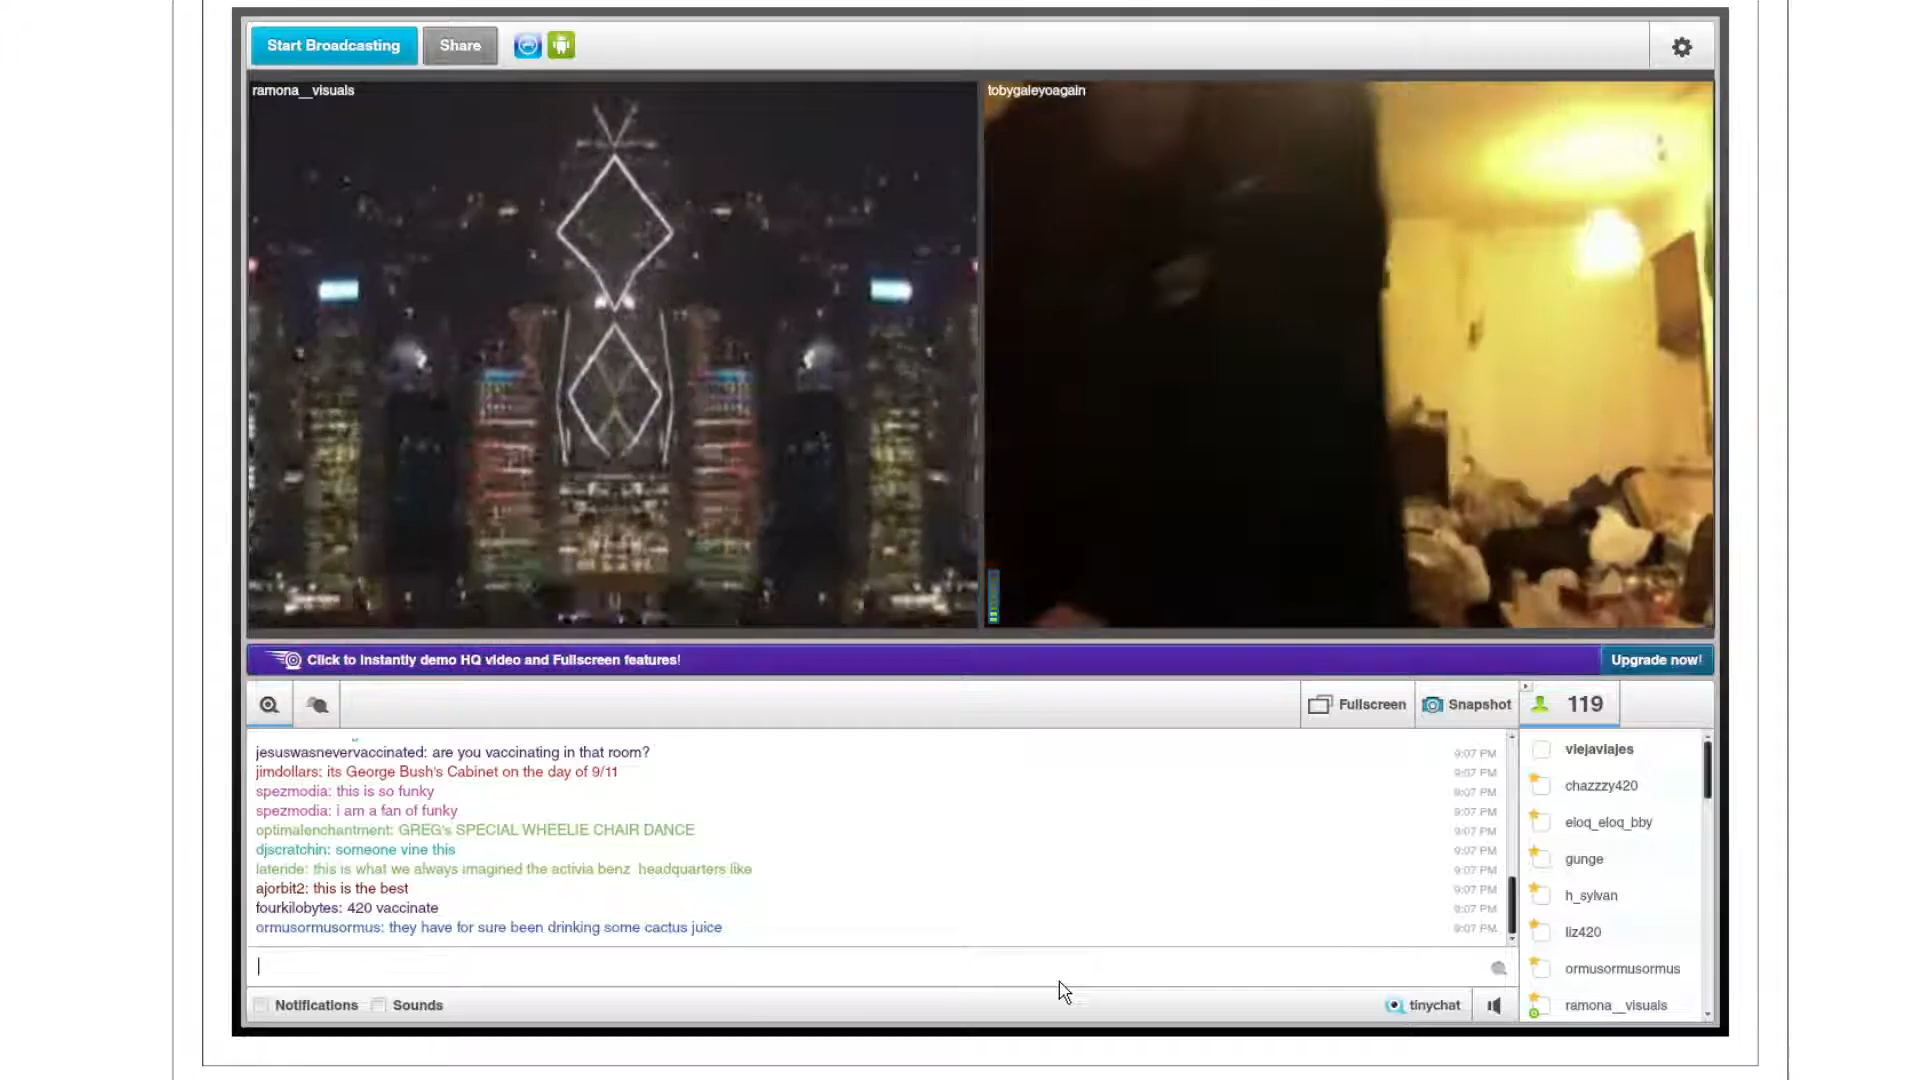 Start Broadcasting Share
ramona__visuals
tobygaleyoagain
Click to instantly demo HQ video and Fullscreen features!
Upgrade now!
Fullscreen Snapshot 119
jesuswasnevervaccinated: are you vaccinating in that room? 9:07 PM
jimdollars: its George Bush's Cabinet on the day of 9/11 9:07 PM
spezmodia: this is so funky 9:07 PM
spezmodia: i am a fan of funky 9:07 PM
optimalenchantment: GREG's SPECIAL WHEELIE CHAIR DANCE 9:07 PM
djscratchin: someone vine this 9:07 PM
lateride: this is what we always imagined the activia benz headquarters like 9:07 PM
ajorbit2: this is the best 9:07 PM
fourkilobytes: 420 vaccinate 9:07 PM
ormusormusormus: they have for sure been drinking some cactus juice 9:07 PM
viejaviajes
chazzzy420
eloq_eloq_bby
gunge
h_sylvan
liz420
ormusormusormus
ramona__visuals
Notifications Sounds
tinychat